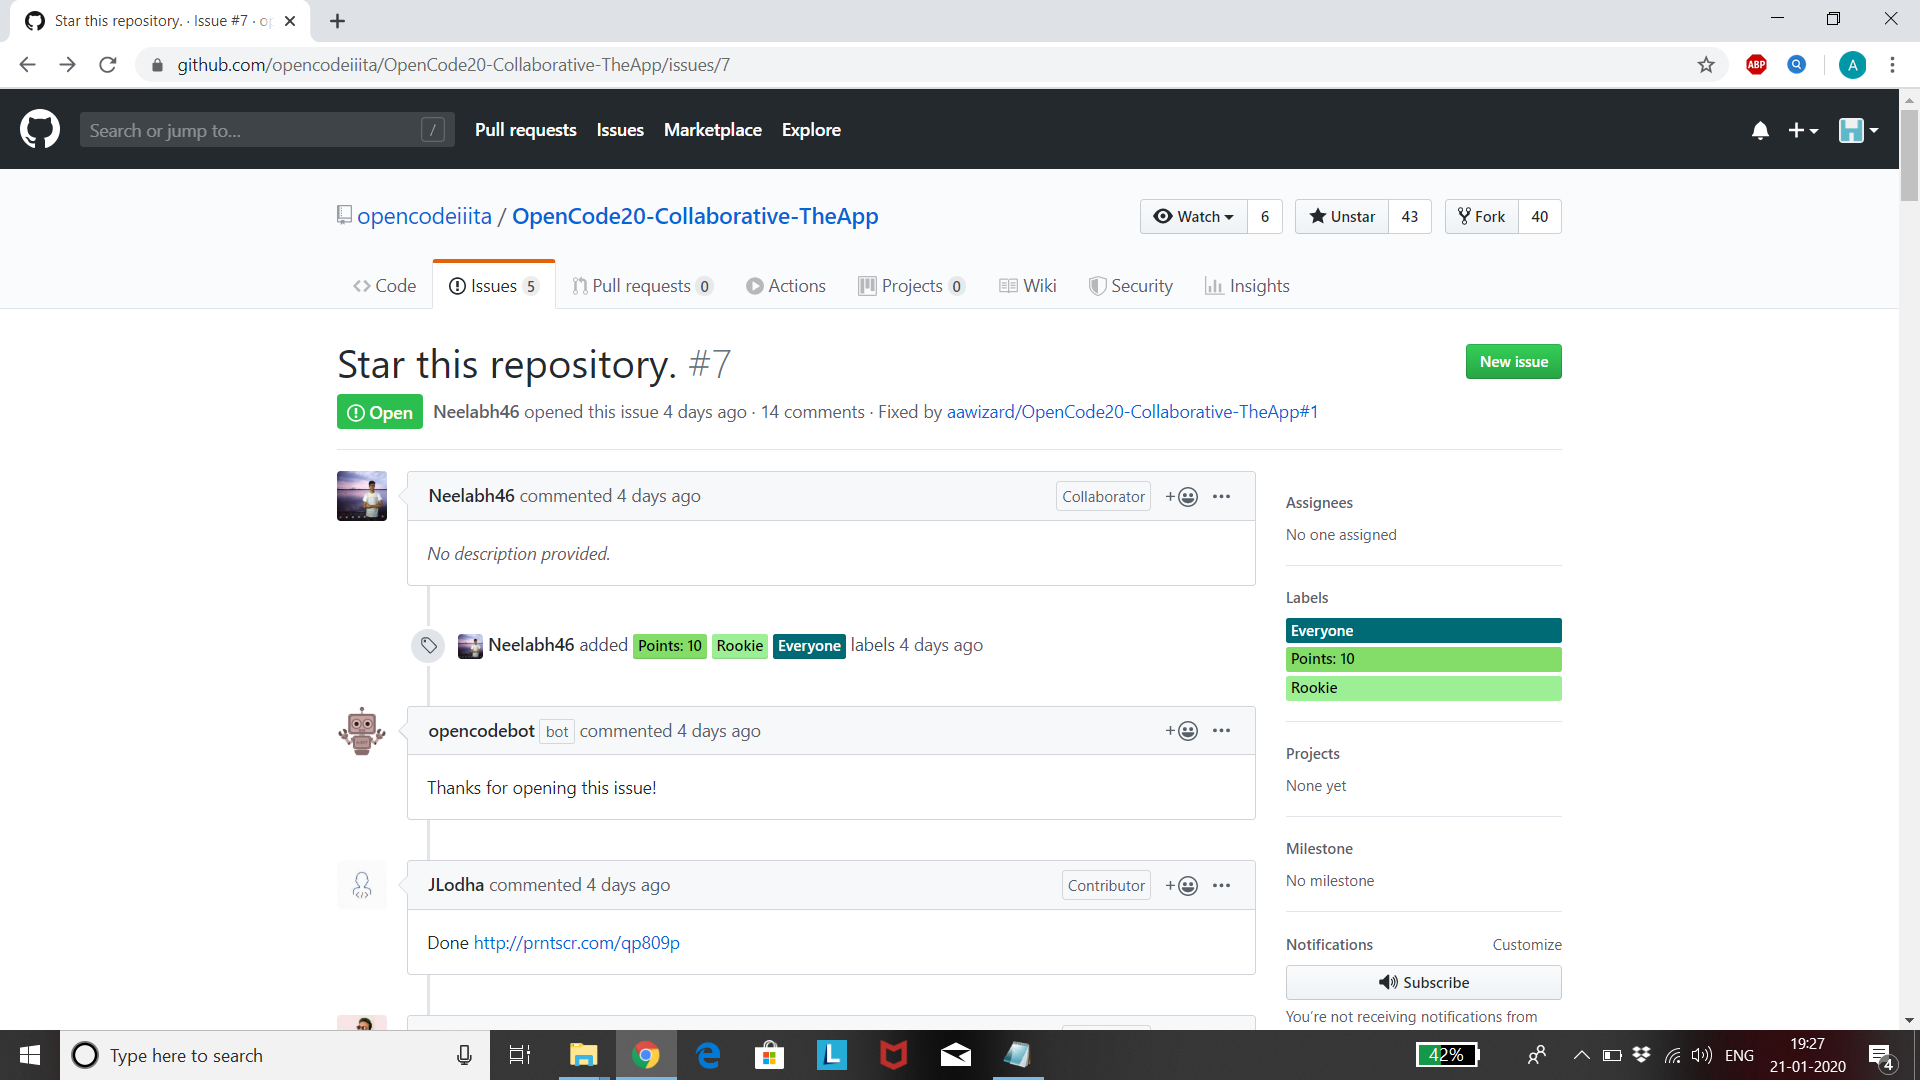 Star this repository. · Issue #7 · op
github.com/opencodeiiita/OpenCode20-Collaborative-TheApp/issues/7
ABP
A
Search or jump to... /
Pull requests Issues Marketplace Explore
opencodeiiita / OpenCode20-Collaborative-TheApp
Watch 6 Unstar 43 Fork 40
Code Issues 5 Pull requests 0 Actions Projects 0 Wiki Security Insights
Star this repository. #7
New issue
Open Neelabh46 opened this issue 4 days ago · 14 comments · Fixed by aawizard/OpenCode20-Collaborative-TheApp#1
Neelabh46 commented 4 days ago Collaborator
No description provided.
Neelabh46 added Points: 10 Rookie Everyone labels 4 days ago
opencodebot bot commented 4 days ago
Thanks for opening this issue!
JLodha commented 4 days ago Contributor
Done http://prntscr.com/qp809p
Assignees
No one assigned
Labels
Everyone
Points: 10
Rookie
Projects
None yet
Milestone
No milestone
Notifications Customize
Subscribe
You're not receiving notifications from
Type here to search
L
42%
ENG
19:27
21-01-2020
4